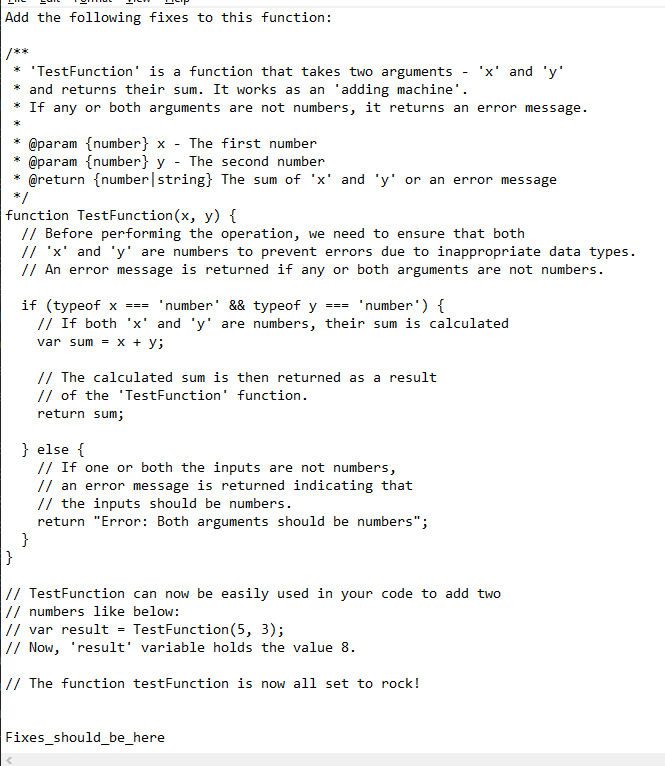 Add the following fixes to this function:
/**
 * 'TestFunction' is a function that takes two arguments - 'x' and 'y'
 * and returns their sum. It works as an 'adding machine'.
 * If any or both arguments are not numbers, it returns an error message.
 *
 * @param {number} x - The first number
 * @param {number} y - The second number
 * @return {number|string} The sum of 'x' and 'y' or an error message
 */
function TestFunction(x, y) {
  // Before performing the operation, we need to ensure that both
  // 'x' and 'y' are numbers to prevent errors due to inappropriate data types.
  // An error message is returned if any or both arguments are not numbers.
  if (typeof x === 'number' && typeof y === 'number') {
    // If both 'x' and 'y' are numbers, their sum is calculated
    var sum = x + y;
    // The calculated sum is then returned as a result
    // of the 'TestFunction' function.
    return sum;
  } else {
    // If one or both the inputs are not numbers,
    // an error message is returned indicating that
    // the inputs should be numbers.
    return "Error: Both arguments should be numbers";
  }
}
// TestFunction can now be easily used in your code to add two
// numbers like below:
// var result = TestFunction(5, 3);
// Now, 'result' variable holds the value 8.
// The function testFunction is now all set to rock!
Fixes_should_be_here